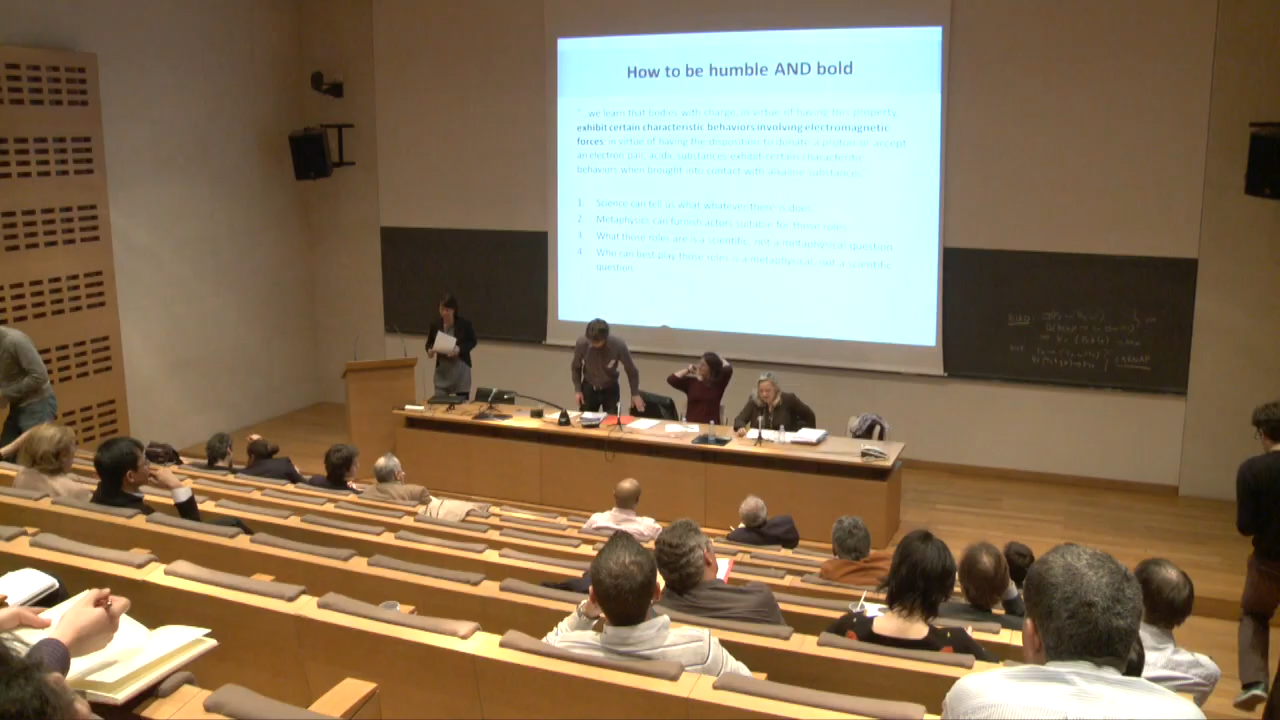 How to be humble AND bold
"...we learn that bodies with charge, in virtue of having this property,
exhibit certain characteristic behaviors involving electromagnetic
forces; in virtue of having the disposition to donate a proton or accept
an electron pair, acidic substances exhibit certain characteristic
behaviors when brought into contact with alkaline substances."
1. Science can tell us what whatever there is does.
2. Metaphysics can furnish actors suitable for those roles.
3. What those roles are is a scientific, not a metaphysical question.
4. Who can best play those roles is a metaphysical, not a scientific
question.